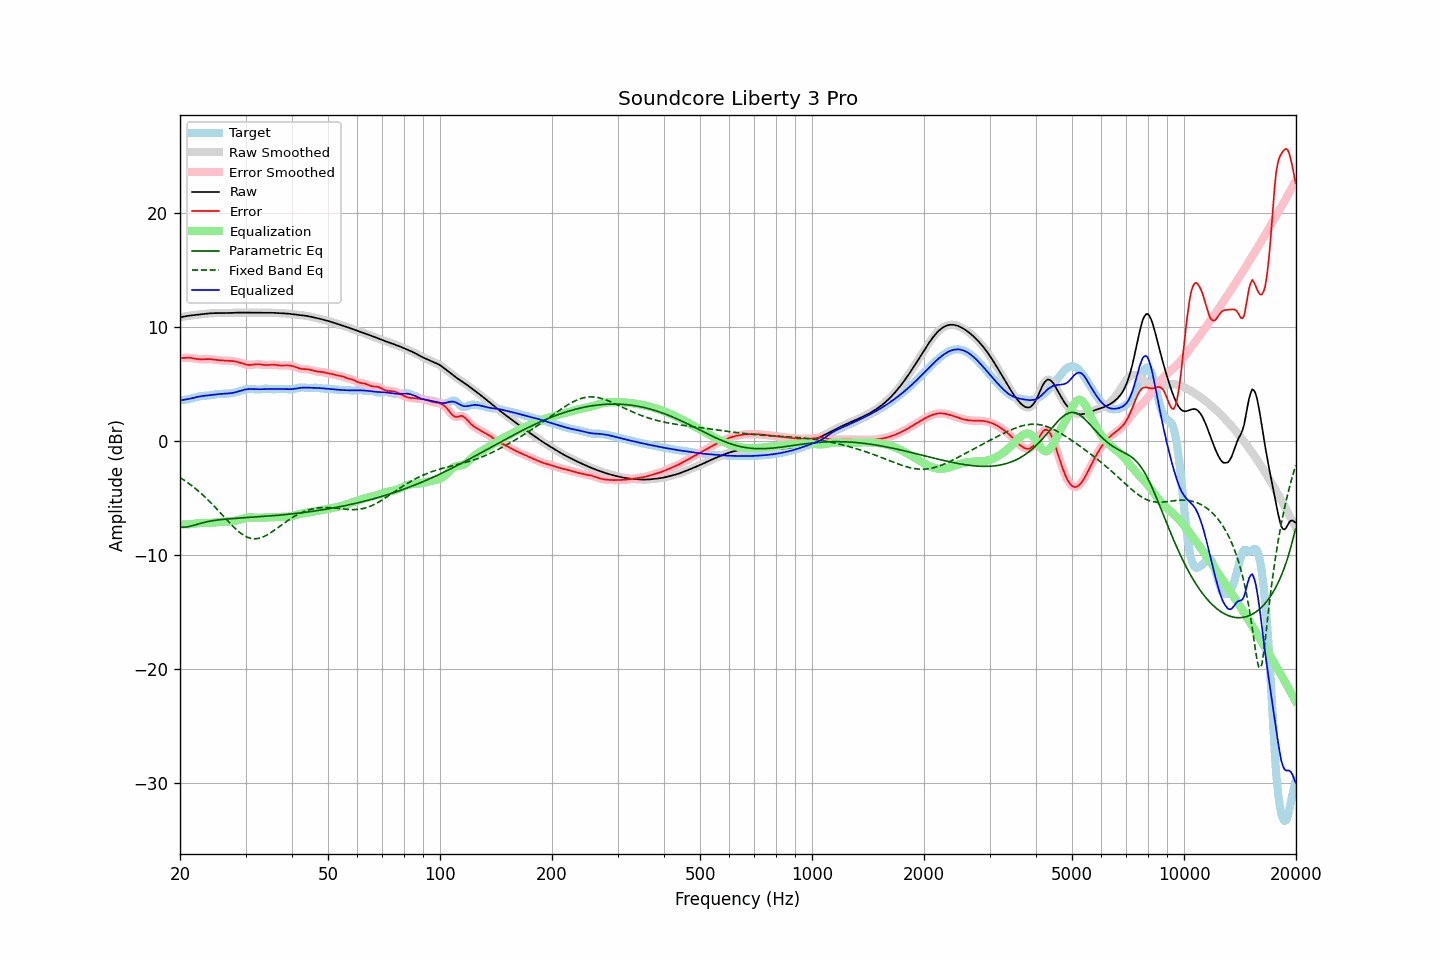 Soundcore Liberty 3 Pro
Target
Raw Smoothed
Error Smoothed
Raw
Error
Equalization
Parametric Eq
Fixed Band Eq
Equalized
Amplitude (dBr)
20
10
0
−10
−20
−30
20 50 100 200 500 1000 2000 5000 10000 20000
Frequency (Hz)